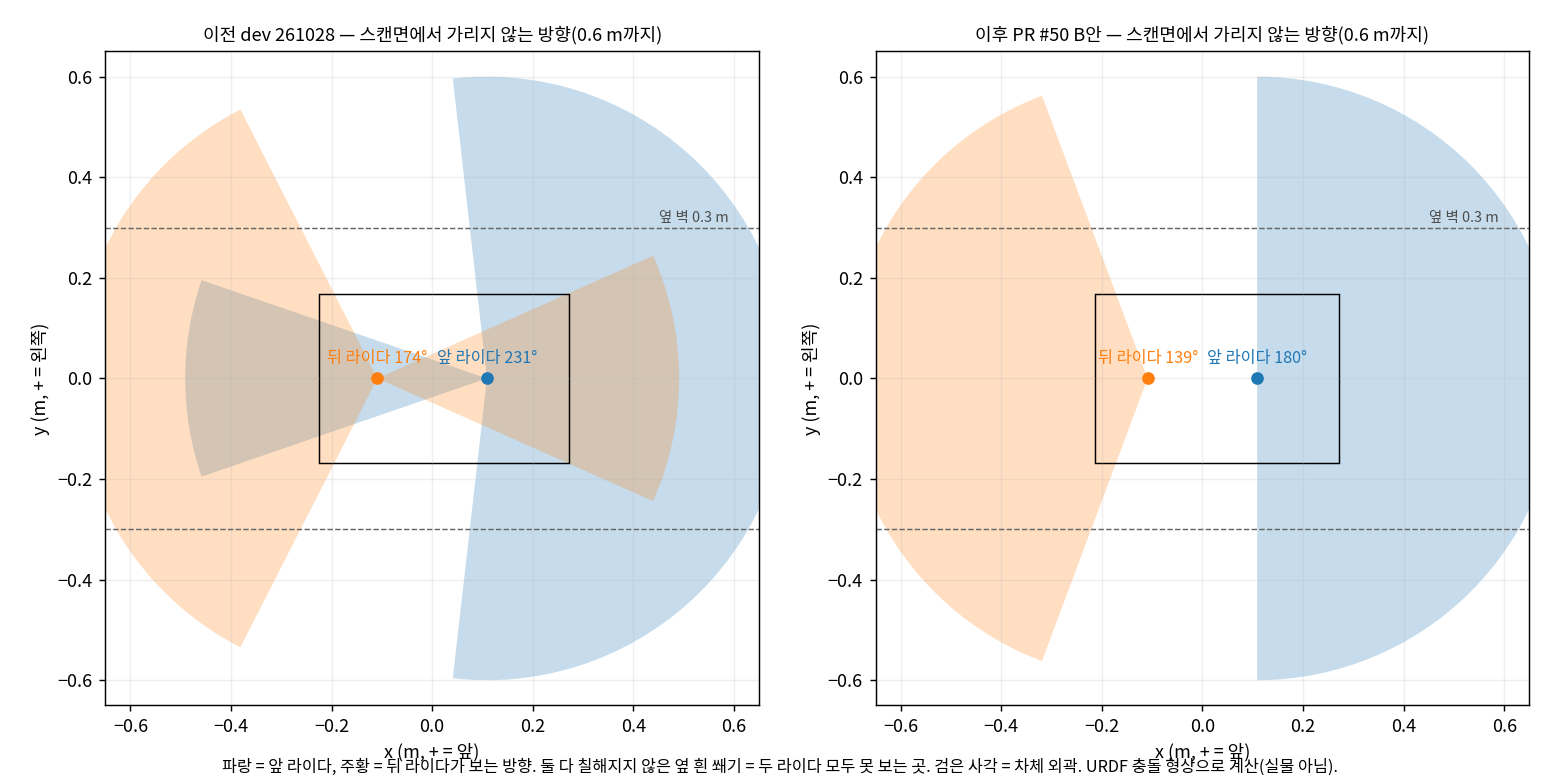 이전 dev 261028 — 스캔면에서 가리지 않는 방향(0.6 m까지)
0.6
0.4
0.2
0.0
−0.2
−0.4
−0.6
y (m, + = 왼쪽)
옆 벽 0.3 m
뒤 라이다 174°
앞 라이다 231°
−0.6
−0.4
−0.2
0.0
0.2
0.4
0.6
x (m, + = 앞)
이후 PR #50 B안 — 스캔면에서 가리지 않는 방향(0.6 m까지)
0.6
0.4
0.2
0.0
−0.2
−0.4
−0.6
y (m, + = 왼쪽)
옆 벽 0.3 m
뒤 라이다 139°
앞 라이다 180°
−0.6
−0.4
−0.2
0.0
0.2
0.4
0.6
x (m, + = 앞)
파랑 = 앞 라이다, 주황 = 뒤 라이다가 보는 방향. 둘 다 칠해지지 않은 옆 흰 쐐기 = 두 라이다 모두 못 보는 곳. 검은 사각 = 차체 외곽. URDF 충돌 형상으로 계산(실물 아님).